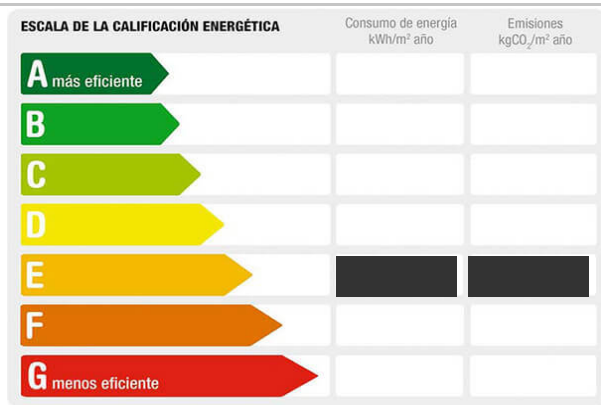 ESCALA DE LA CALIFICACIÓN ENERGÉTICA
Consumo de energía
kWh/m² año
Emisiones
kgCO₂/m² año
A más eficiente
B
C
D
E
F
G menos eficiente